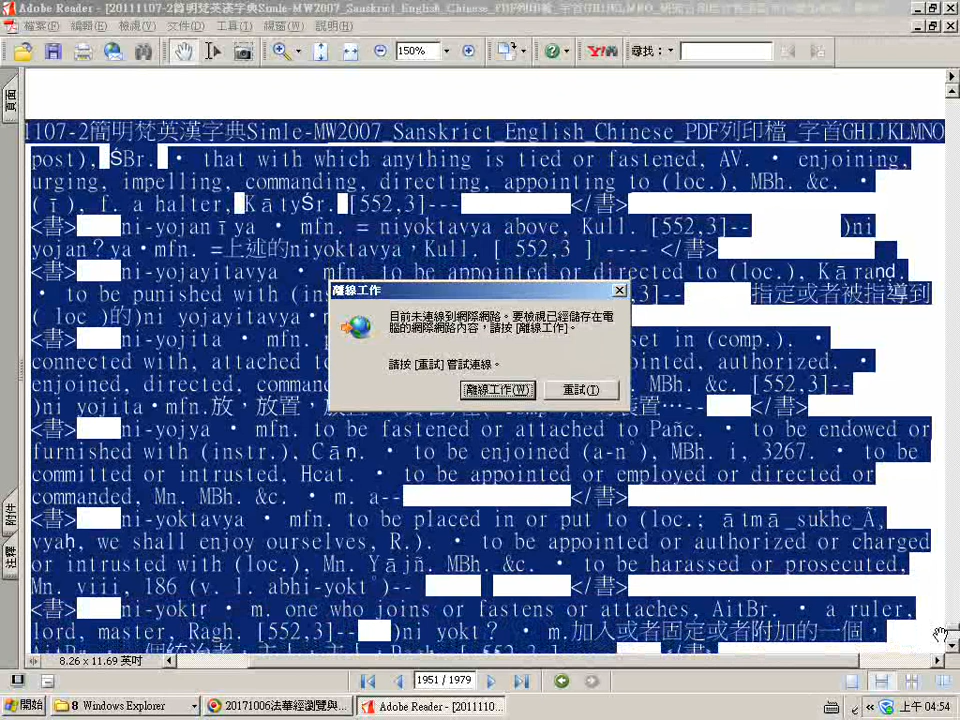 Adobe Reader - [20111107-2簡明梵英漢字典Simle-MW2007_Sanskrict_English_Chinese_PDF列印檔_字首GHIJKLMNO_
檔案(F) 編輯(E) 檢視(V) 文件(D) 工具(T) 視窗(W) 說明(H)
150% 尋找:
頁面
1107-2簡明梵英漢字典Simle-MW2007_Sanskrict_English_Chinese_PDF列印檔_字首GHIJKLMNO
post), ŚBr. • that with which anything is tied or fastened, AV. • enjoining,
urging, impelling, commanding, directing, appointing to (loc.), MBh. &c. •
(ī), f. a halter, KātyŚr. [552,3]--- </書>
<書> ni-yojanīya • mfn. = niyoktavya above, Kull. [552,3]-- )ni
yojan?ya•mfn. =上述的niyoktavya，Kull. [ 552,3 ] ---- </書>
<書> ni-yojayitavya • mfn. to be appointed or directed to (loc.), Kāraṇḍ.
• to be punished with (ins 3]-- 指定或者被指導到
(loc的)ni yojayitavya
<書> ni-yojita • mfn. set in (comp.). •
connected with, attached to ointed, authorized. •
enjoined, directed, command &c. [552,3]--
)ni yojita•mfn.放，放置， 裝置…-- </書>
<書> ni-yojya • mfn. to be fastened or attached to Pañc. • to be endowed or
furnished with (instr.), Cāṇ. • to be enjoined (a-n°), MBh. i, 3267. • to be
committed or intrusted, Hcat. • to be appointed or employed or directed or
commanded, Mn. MBh. &c. • m. a-- </書>
<書> ni-yoktavya • mfn. to be placed in or put to (loc.; ātmā_sukhe_Ã,
vyaḥ, we shall enjoy ourselves, R.). • to be appointed or authorized or charged
or intrusted with (loc.), Mn. Yājñ. MBh. &c. • to be harassed or prosecuted,
Mn. viii, 186 (v. l. abhi-yokt°)-- </書>
<書> ni-yoktṛ • m. one who joins or fastens or attaches, AitBr. • a ruler,
lord, master, Ragh. [552,3]-- )ni yokt? • m.加入或者固定或者附加的一個，
離線工作
目前未連線到網際網路。要檢視已經儲存在電
腦的網際網路內容，請按 [離線工作]。
請按 [重試] 嘗試連線。
離線工作(W) 重試(T)
附件
注釋
8.26 x 11.69 英吋
1951 / 1979
開始 8 Windows Explorer 20171006法華經瀏覽與... Adobe Reader - [2011110... 上午 04:54